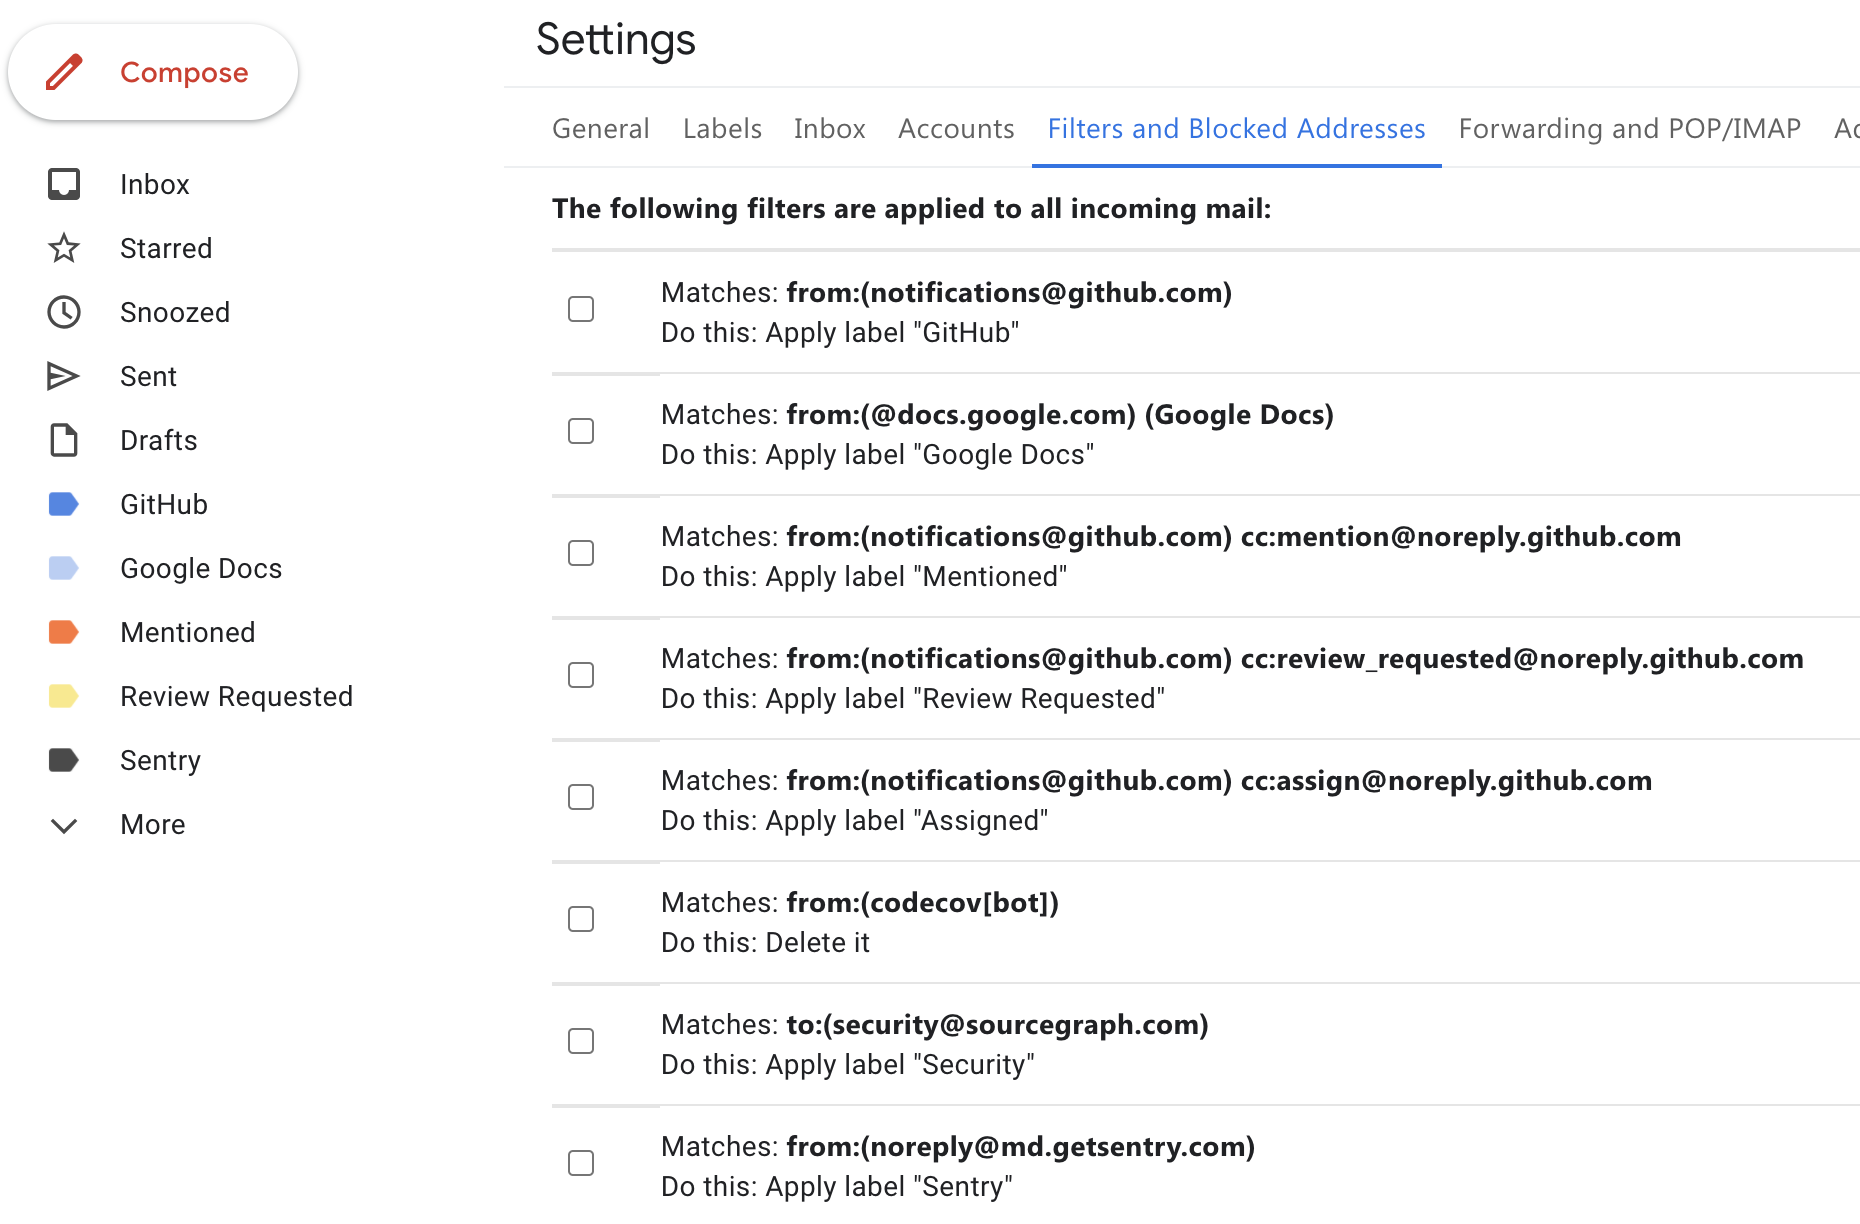 Compose
Inbox
Starred
Snoozed
Sent
Drafts
GitHub
Google Docs
Mentioned
Review Requested
Sentry
More
Settings
General Labels Inbox Accounts Filters and Blocked Addresses Forwarding and POP/IMAP Ad
The following filters are applied to all incoming mail:
Matches: from:(notifications@github.com)
Do this: Apply label "GitHub"
Matches: from:(@docs.google.com) (Google Docs)
Do this: Apply label "Google Docs"
Matches: from:(notifications@github.com) cc:mention@noreply.github.com
Do this: Apply label "Mentioned"
Matches: from:(notifications@github.com) cc:review_requested@noreply.github.com
Do this: Apply label "Review Requested"
Matches: from:(notifications@github.com) cc:assign@noreply.github.com
Do this: Apply label "Assigned"
Matches: from:(codecov[bot])
Do this: Delete it
Matches: to:(security@sourcegraph.com)
Do this: Apply label "Security"
Matches: from:(noreply@md.getsentry.com)
Do this: Apply label "Sentry"